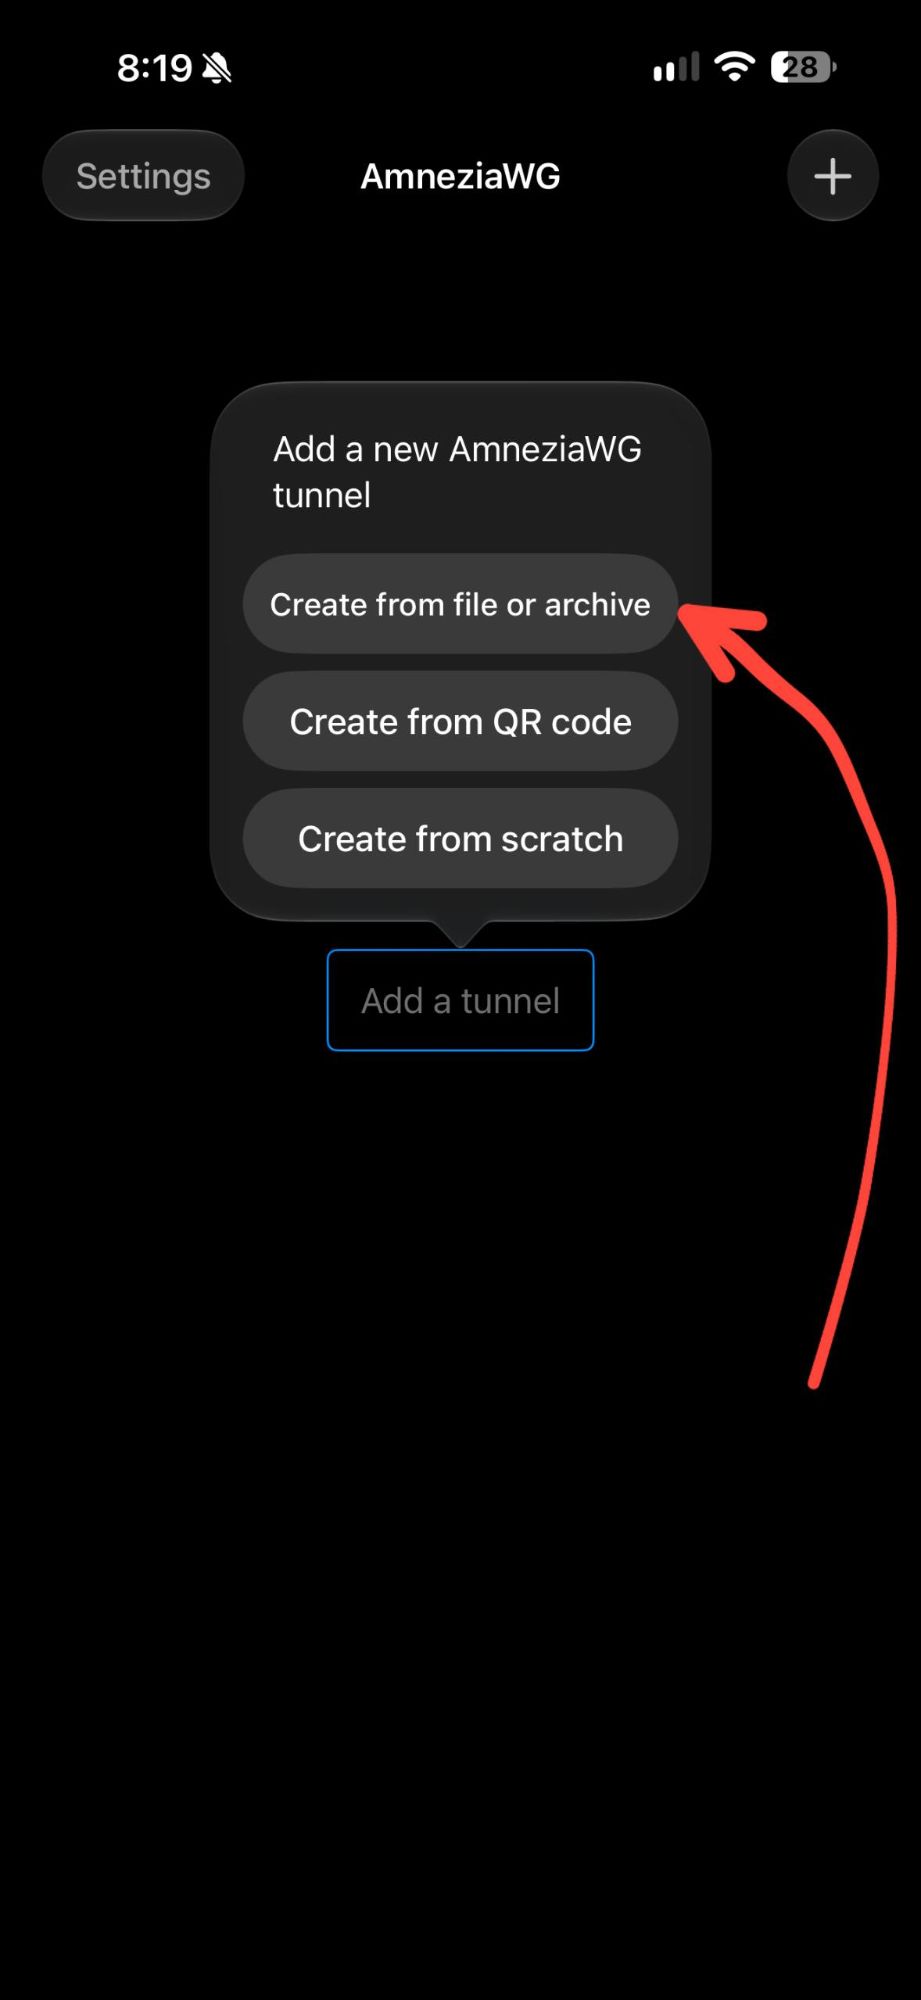 8:19
28
Settings
AmneziaWG
Add a new AmneziaWG
tunnel
Create from file or archive
Create from QR code
Create from scratch
Add a tunnel